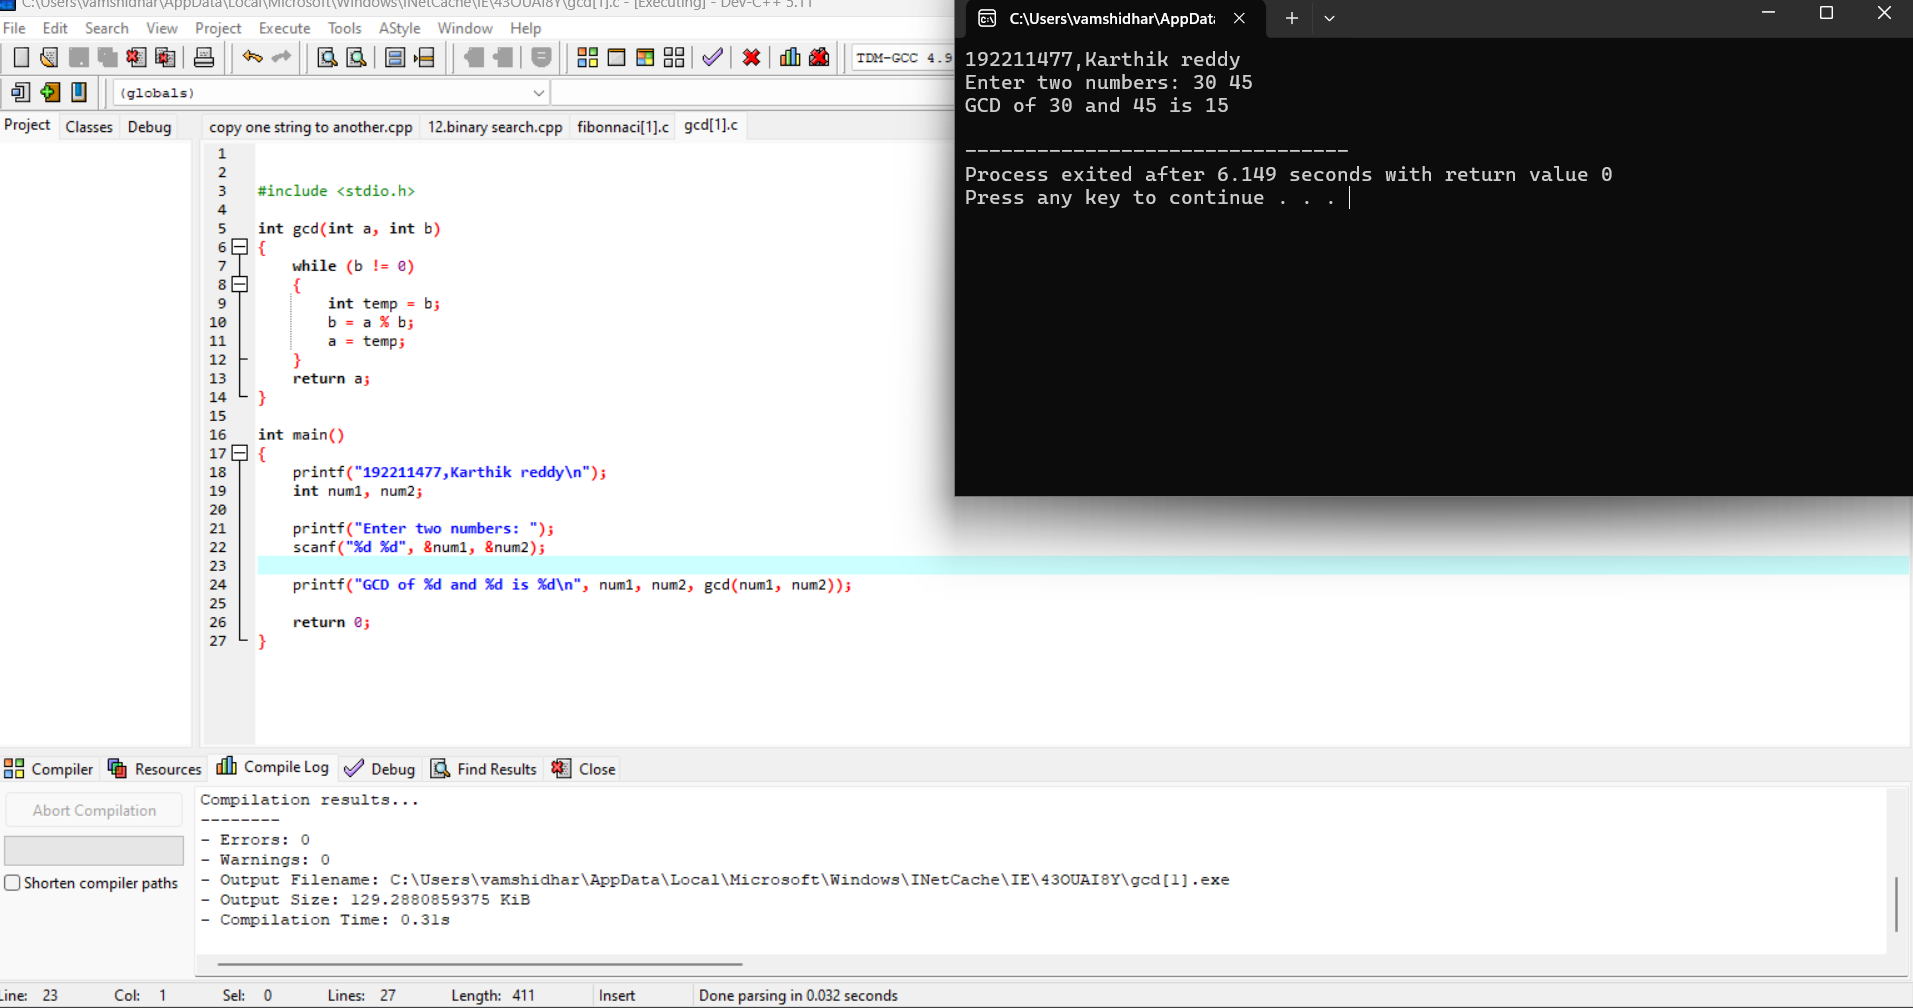 C:\Users\vamshidhar\AppData\Local\Microsoft\Windows\INetCache\IE\43OUAI8Y\gcd[1].c - [Executing] - Dev-C++ 5.11
File Edit Search View Project Execute Tools AStyle Window Help
TDM-GCC 4.9
(globals)
Project Classes Debug
copy one string to another.cpp 12.binary search.cpp fibonnaci[1].c gcd[1].c
1
2
3 #include <stdio.h>
4
5 int gcd(int a, int b)
6 {
7 while (b != 0)
8 {
9 int temp = b;
10 b = a % b;
11 a = temp;
12 }
13 return a;
14 }
15
16 int main()
17 {
18 printf("192211477,Karthik reddy\n");
19 int num1, num2;
20
21 printf("Enter two numbers: ");
22 scanf("%d %d", &num1, &num2);
23
24 printf("GCD of %d and %d is %d\n", num1, num2, gcd(num1, num2));
25
26 return 0;
27 }
C:\Users\vamshidhar\AppData
192211477,Karthik reddy
Enter two numbers: 30 45
GCD of 30 and 45 is 15
--------------------------------
Process exited after 6.149 seconds with return value 0
Press any key to continue . . .
Compiler Resources Compile Log Debug Find Results Close
Abort Compilation
Shorten compiler paths
Compilation results...
--------
- Errors: 0
- Warnings: 0
- Output Filename: C:\Users\vamshidhar\AppData\Local\Microsoft\Windows\INetCache\IE\43OUAI8Y\gcd[1].exe
- Output Size: 129.2880859375 KiB
- Compilation Time: 0.31s
Line: 23 Col: 1 Sel: 0 Lines: 27 Length: 411 Insert Done parsing in 0.032 seconds